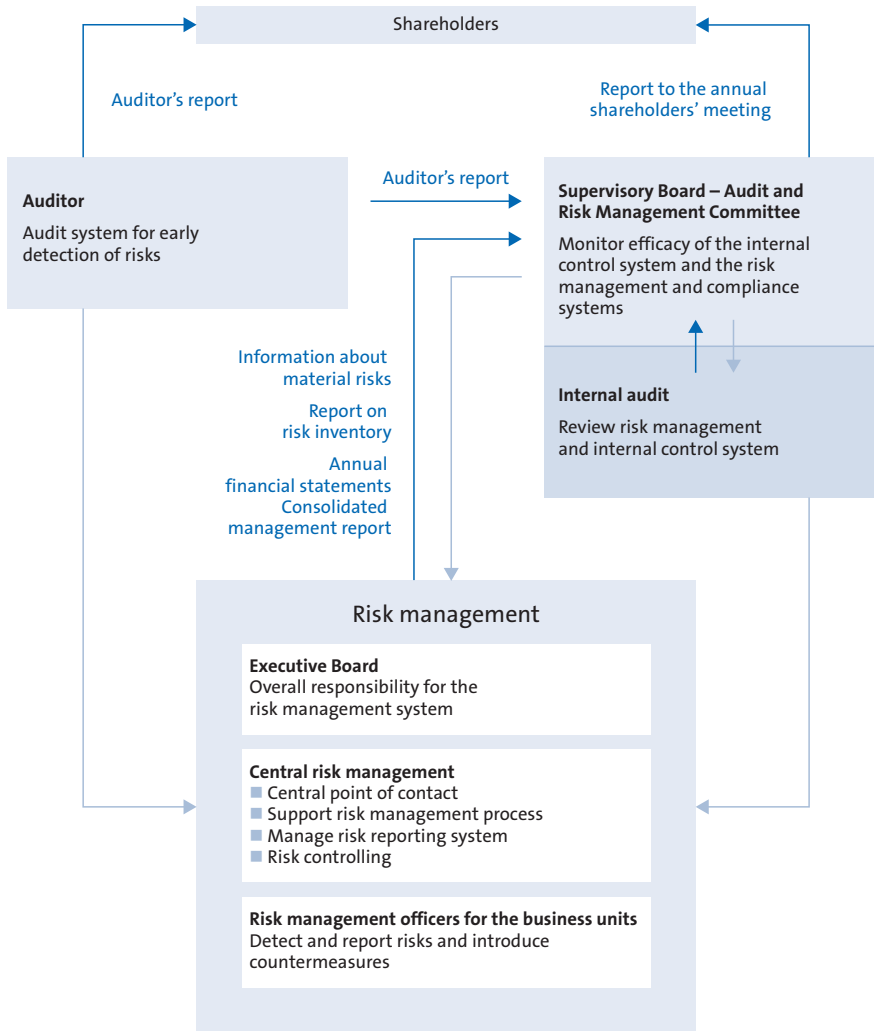 Shareholders
Auditor’s report
Report to the annual
shareholders’ meeting
Auditor
Audit system for early
detection of risks
Auditor’s report
Supervisory Board – Audit and
Risk Management Committee
Monitor efficacy of the internal
control system and the risk
management and compliance
systems
Information about
material risks
Report on
risk inventory
Annual
financial statements
Consolidated
management report
Internal audit
Review risk management
and internal control system
Risk management
Executive Board
Overall responsibility for the
risk management system
Central risk management
Central point of contact
Support risk management process
Manage risk reporting system
Risk controlling
Risk management officers for the business units
Detect and report risks and introduce
countermeasures